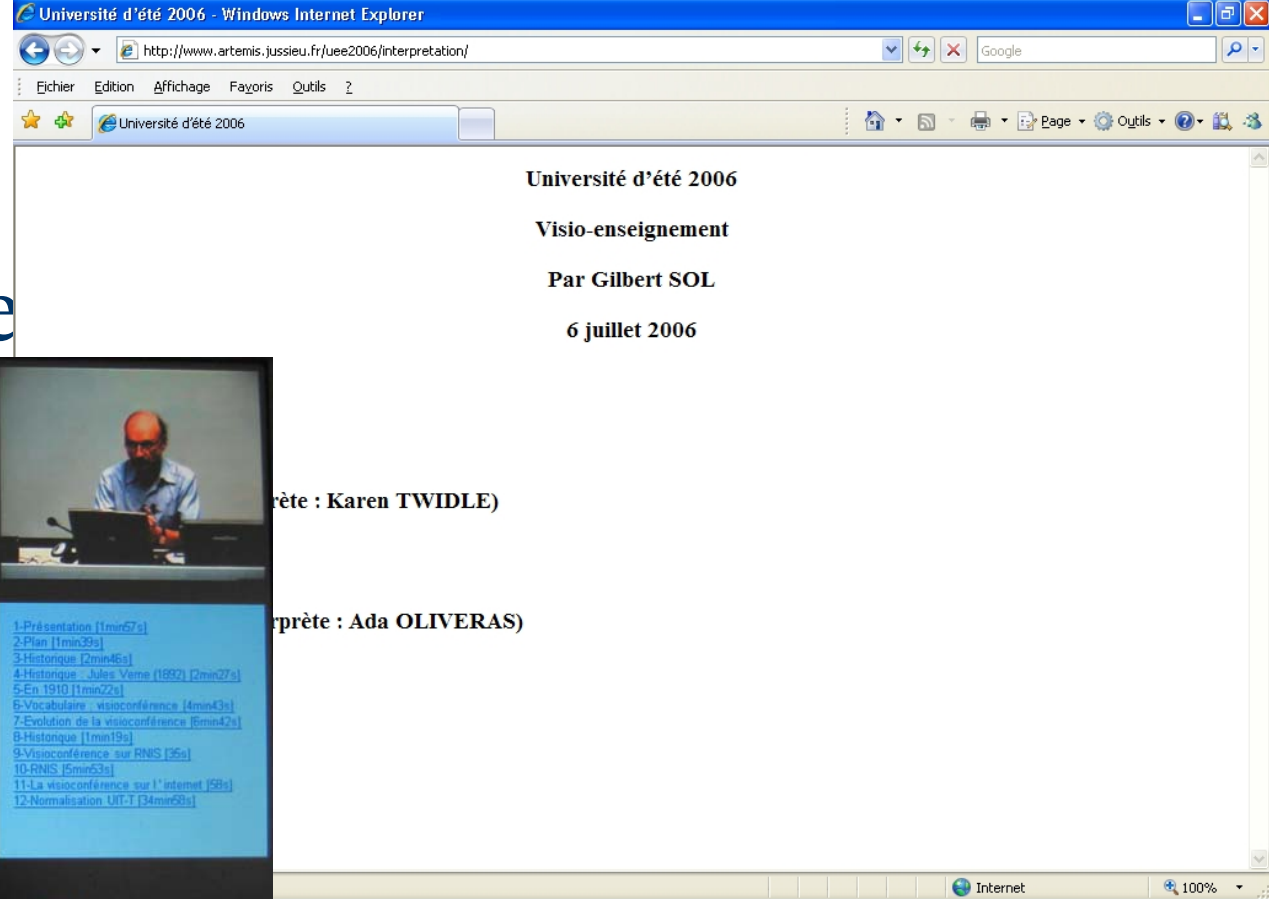 Université d'été 2006 - Windows Internet Explorer
http://www.artemis.jussieu.fr/uee2006/interpretation/
Google
Fichier Edition Affichage Favoris Outils ?
Université d'été 2006
Page Outils
Université d'été 2006
Visio-enseignement
Par Gilbert SOL
6 juillet 2006
e
rète : Karen TWIDLE)
rprète : Ada OLIVERAS)
1-Présentation [1min57s]
2-Plan [1min39s]
3-Historique [2min46s]
4-Historique : Jules Verne (1892) [2min27s]
5-En 1910 [1min22s]
6-Vocabulaire : visioconférence [4min43s]
7-Evolution de la visioconférence [6min42s]
8-Historique [1min19s]
9-Visioconférence sur RNIS [35s]
10-RNIS [5min53s]
11-La visioconférence sur l'internet [58s]
12-Normalisation UIT-T [34min58s]
Internet
100%